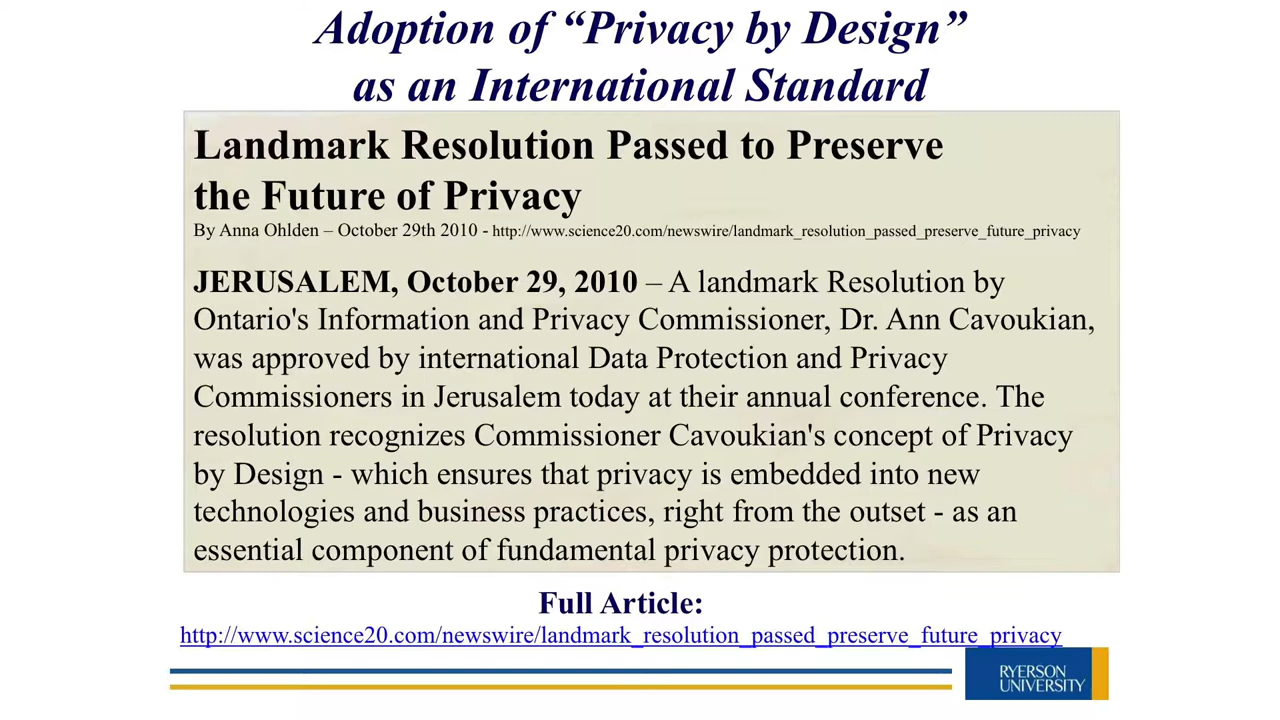 Adoption of “Privacy by Design”
as an International Standard
Landmark Resolution Passed to Preserve
the Future of Privacy
By Anna Ohlden – October 29th 2010 - http://www.science20.com/newswire/landmark_resolution_passed_preserve_future_privacy
JERUSALEM, October 29, 2010 – A landmark Resolution by
Ontario's Information and Privacy Commissioner, Dr. Ann Cavoukian,
was approved by international Data Protection and Privacy
Commissioners in Jerusalem today at their annual conference. The
resolution recognizes Commissioner Cavoukian's concept of Privacy
by Design - which ensures that privacy is embedded into new
technologies and business practices, right from the outset - as an
essential component of fundamental privacy protection.
Full Article:
http://www.science20.com/newswire/landmark_resolution_passed_preserve_future_privacy
RYERSON
UNIVERSITY